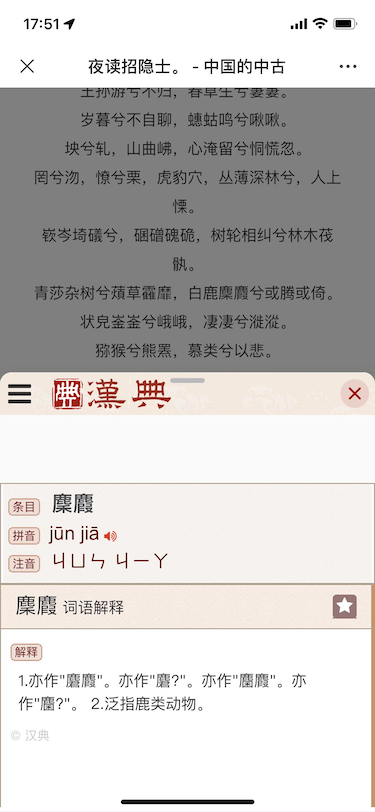 17:51
夜读招隐士。 - 中国的中古
王孙游兮不归，春草生兮萋萋。
岁暮兮不自聊，蟪蛄鸣兮啾啾。
坱兮轧，山曲岪，心淹留兮恫慌忽。
罔兮沕，憭兮栗，虎豹穴，丛薄深林兮，人上
慄。
嵚岑碕礒兮，碅磳磈硊，树轮相纠兮林木茷
骩。
青莎杂树兮薠草靃靡，白鹿麇麚兮或腾或倚。
状皃崟崟兮峨峨，凄凄兮漇漇。
猕猴兮熊罴，慕类兮以悲。
典 漢典
条目 麇麚
拼音 jūn jiā
注音 ㄐㄩㄣ ㄐㄧㄚ
麇麚 词语解释
解释
1.亦作"麏麚"。亦作"麏?"。亦作"麕麚"。亦
作"麕?"。 2.泛指鹿类动物。
© 汉典